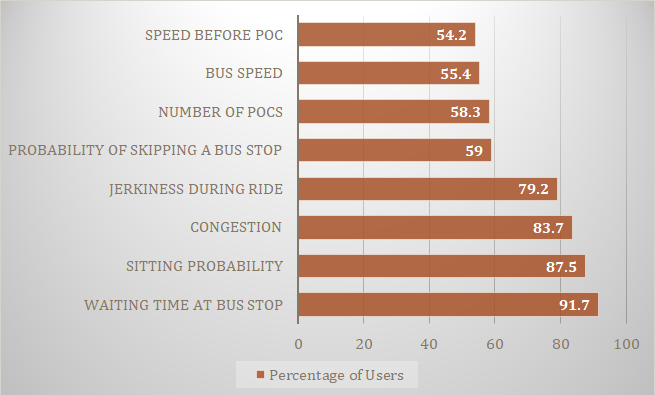 SPEED BEFORE POC 54.2
BUS SPEED 55.4
NUMBER OF POCS 58.3
PROBABILITY OF SKIPPING A BUS STOP 59
JERKINESS DURING RIDE 79.2
CONGESTION 83.7
SITTING PROBABILITY 87.5
WAITING TIME AT BUS STOP 91.7
0 20 40 60 80 100
Percentage of Users